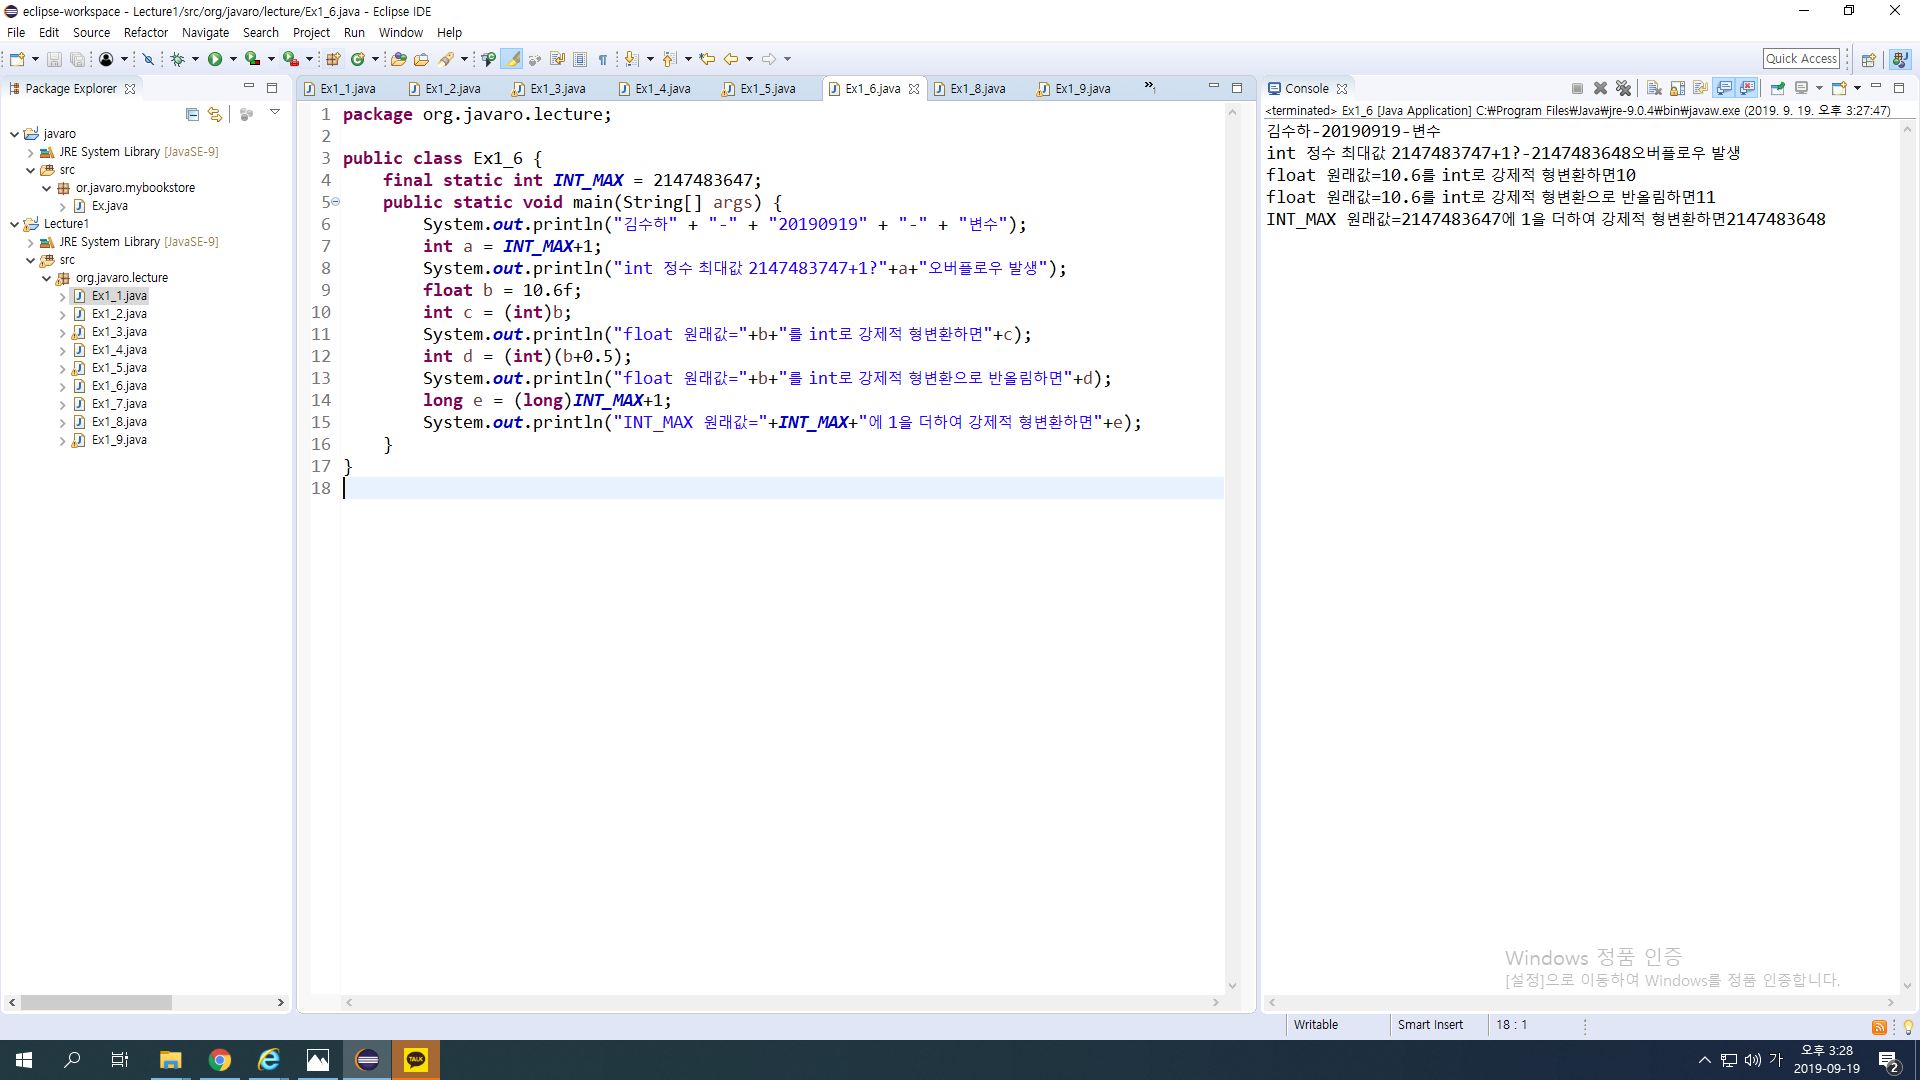 eclipse-workspace - Lecture1/src/org/javaro/lecture/Ex1_6.java - Eclipse IDE
File Edit Source Refactor Navigate Search Project Run Window Help
Quick Access
Package Explorer
javaro
JRE System Library [JavaSE-9]
src
or.javaro.mybookstore
Ex.java
Lecture1
JRE System Library [JavaSE-9]
src
org.javaro.lecture
Ex1_1.java
Ex1_2.java
Ex1_3.java
Ex1_4.java
Ex1_5.java
Ex1_6.java
Ex1_7.java
Ex1_8.java
Ex1_9.java
Ex1_1.java Ex1_2.java Ex1_3.java Ex1_4.java Ex1_5.java Ex1_6.java Ex1_8.java Ex1_9.java »1
1 package org.javaro.lecture;
2
3 public class Ex1_6 {
4 final static int INT_MAX = 2147483647;
5 public static void main(String[] args) {
6 System.out.println("김수하" + "-" + "20190919" + "-" + "변수");
7 int a = INT_MAX+1;
8 System.out.println("int 정수 최대값 2147483747+1?"+a+"오버플로우 발생");
9 float b = 10.6f;
10 int c = (int)b;
11 System.out.println("float 원래값="+b+"를 int로 강제적 형변환하면"+c);
12 int d = (int)(b+0.5);
13 System.out.println("float 원래값="+b+"를 int로 강제적 형변환으로 반올림하면"+d);
14 long e = (long)INT_MAX+1;
15 System.out.println("INT_MAX 원래값="+INT_MAX+"에 1을 더하여 강제적 형변환하면"+e);
16 }
17 }
18
Console
<terminated> Ex1_6 [Java Application] C:₩Program Files₩Java₩jre-9.0.4₩bin₩javaw.exe (2019. 9. 19. 오후 3:27:47)
김수하-20190919-변수
int 정수 최대값 2147483747+1?-2147483648오버플로우 발생
float 원래값=10.6를 int로 강제적 형변환하면10
float 원래값=10.6를 int로 강제적 형변환으로 반올림하면11
INT_MAX 원래값=2147483647에 1을 더하여 강제적 형변환하면2147483648
Windows 정품 인증
[설정]으로 이동하여 Windows를 정품 인증합니다.
Writable Smart Insert 18 : 1
TALK
가
오후 3:28
2019-09-19
2